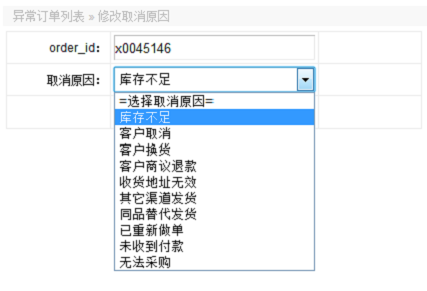 异常订单列表 » 修改取消原因
order_id: x0045146
取消原因: 库存不足
=选择取消原因=
库存不足
客户取消
客户换货
客户商议退款
收货地址无效
其它渠道发货
同品替代发货
已重新做单
未收到付款
无法采购